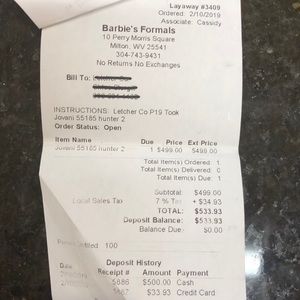 Layaway #3409
Ordered: 2/10/2019
Associate: Cassidy
Barbie's Formals
10 Perry Morris Square
Milton, WV 25541
304-743-9431
No Returns No Exchanges
Bill To:
INSTRUCTIONS: Letcher Co P19 Took
Jovani 55185 hunter 2
Order Status: Open
Item Name Due Price Ext Price
Jovani 55185 hunter 2 1 $499.00 $499.00
Total Item(s) Ordered: 1
Total Item(s) Delivered: 0
Total Item(s) Due: 1
Subtotal: $499.00
Local Sales Tax 7 % Tax + $34.93
TOTAL: $533.93
Deposit Balance: $533.93
Balance Due: $0.00
100
Deposit History
Date Receipt # Amount Payment
5686 $500.00 Cash
$33.93 Credit Card